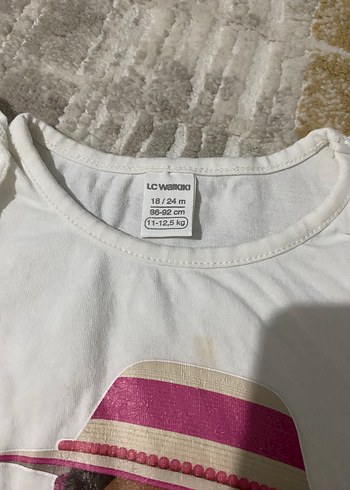 LC WAIKIKI
18 / 24 m
86-92 cm
11-12,5 kg